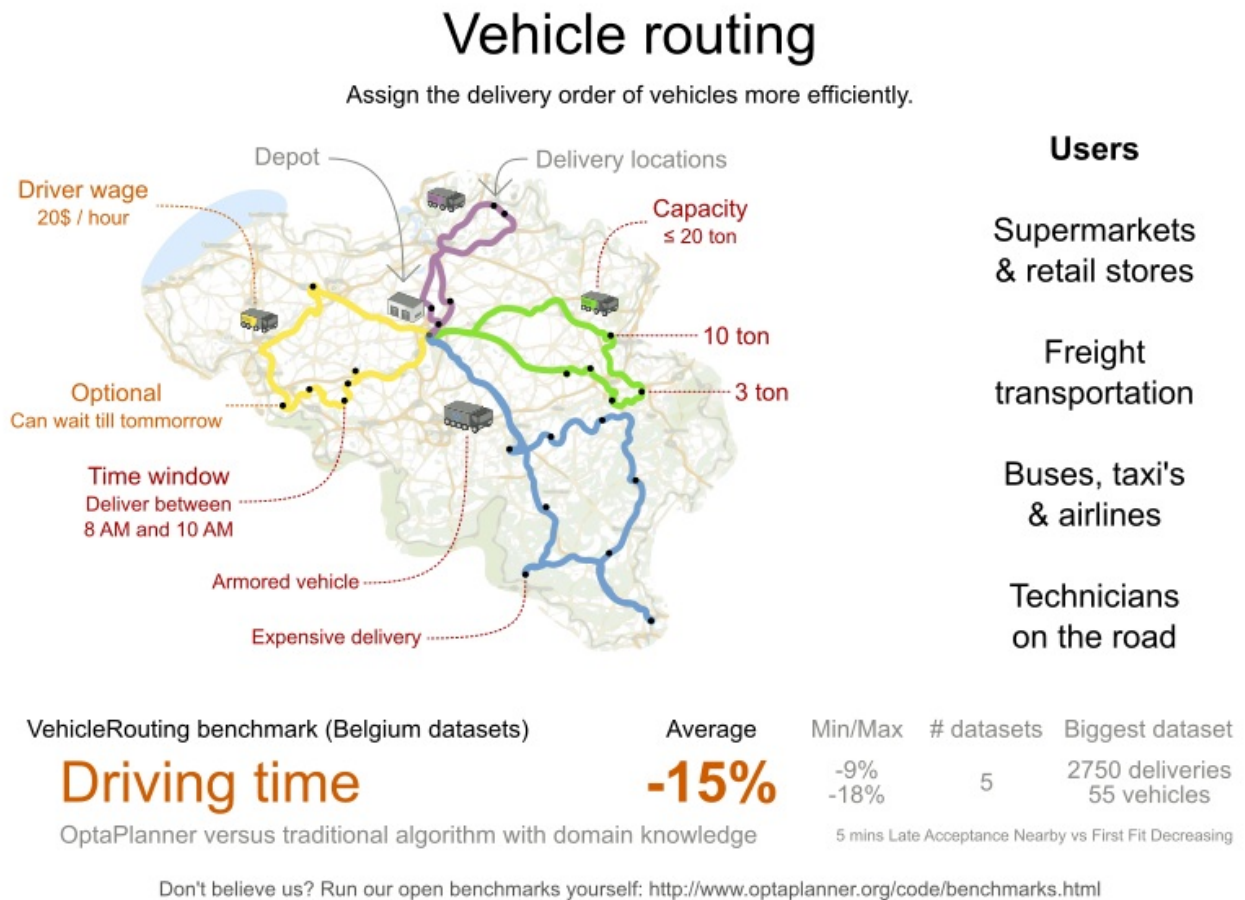 Vehicle routing
Assign the delivery order of vehicles more efficiently.
Depot
Delivery locations
Driver wage
20$ / hour
Capacity
≤ 20 ton
10 ton
3 ton
Optional
Can wait till tommorrow
Time window
Deliver between
8 AM and 10 AM
Armored vehicle
Expensive delivery
Users
Supermarkets
& retail stores
Freight
transportation
Buses, taxi's
& airlines
Technicians
on the road
VehicleRouting benchmark (Belgium datasets)
Driving time
OptaPlanner versus traditional algorithm with domain knowledge
Average
-15%
Min/Max
-9%
-18%
# datasets
5
Biggest dataset
2750 deliveries
55 vehicles
5 mins Late Acceptance Nearby vs First Fit Decreasing
Don't believe us? Run our open benchmarks yourself: http://www.optaplanner.org/code/benchmarks.html